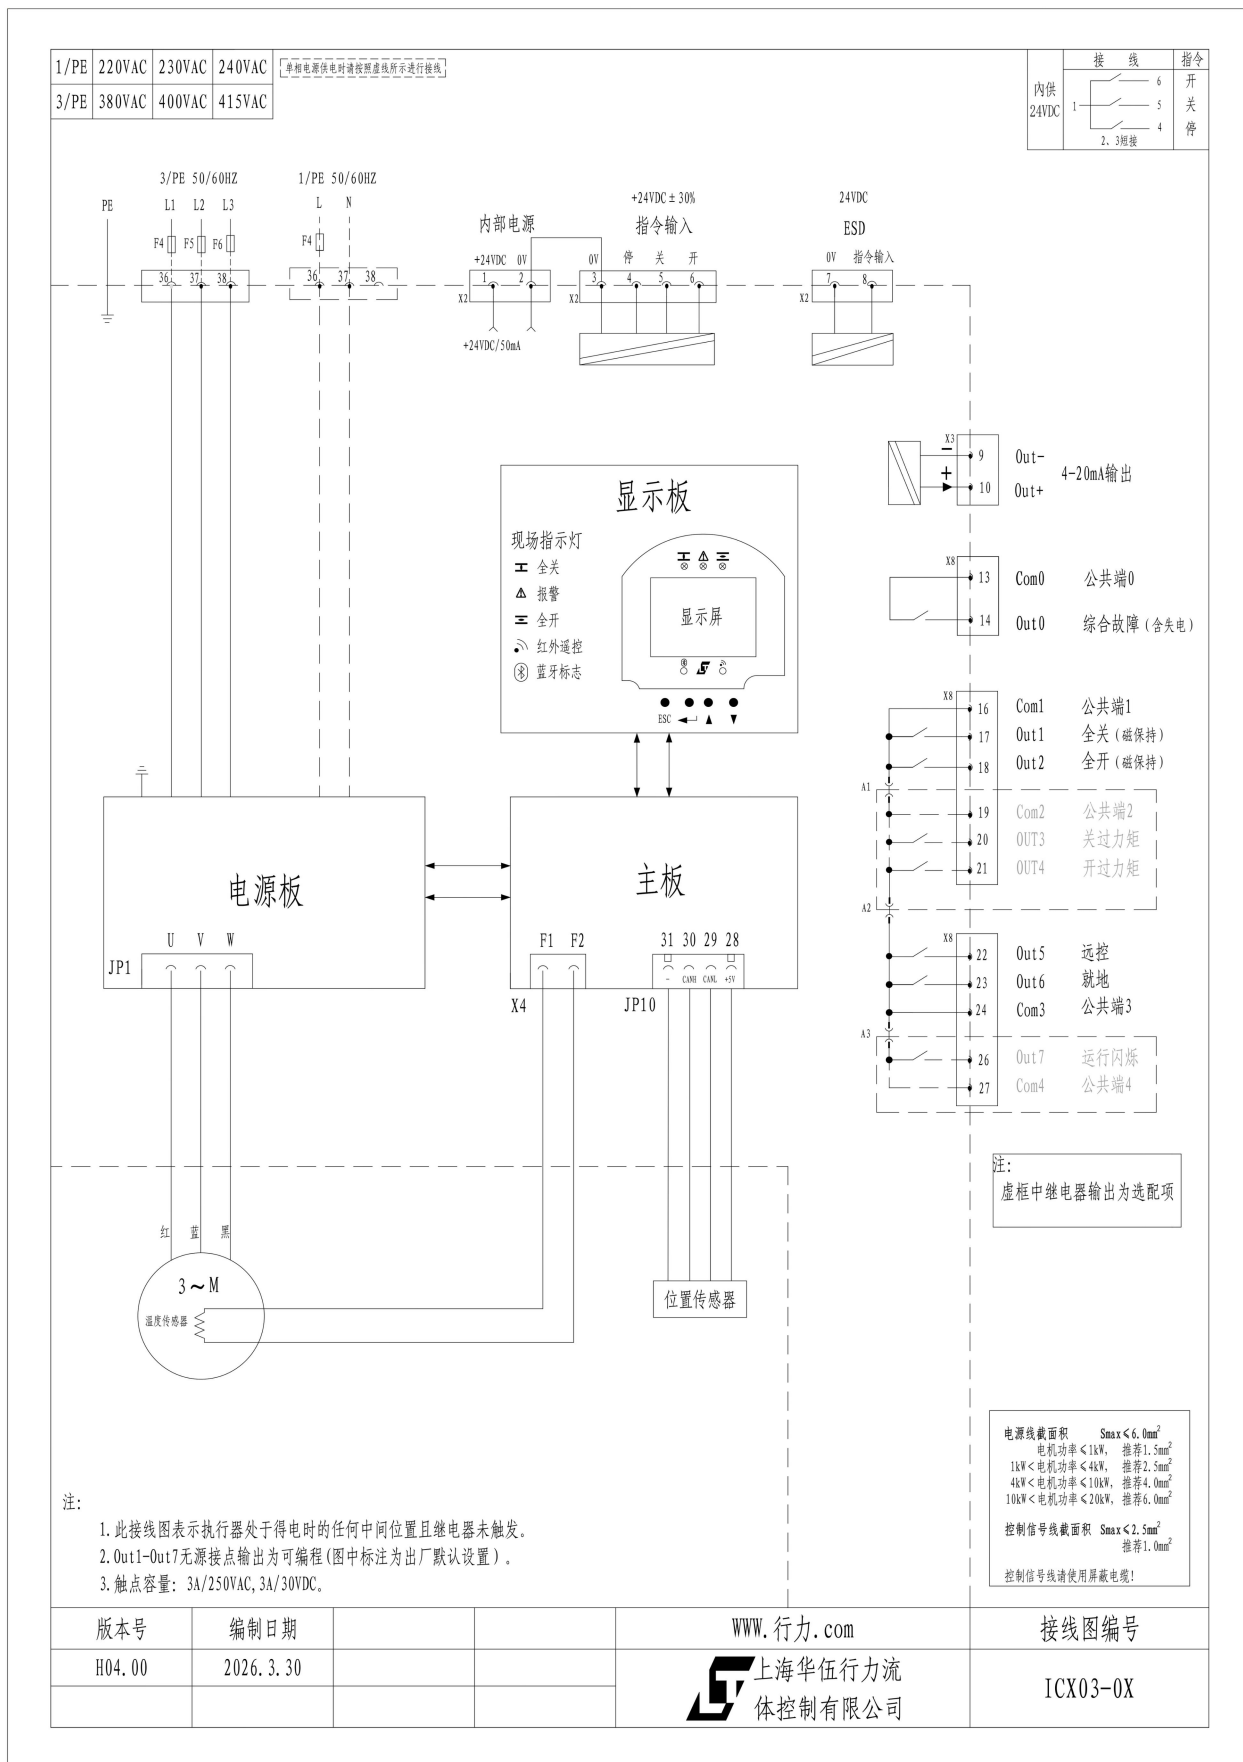 1/PE 220VAC 230VAC 240VAC
3/PE 380VAC 400VAC 415VAC
单相电源供电时请按照虚线所示进行接线
接 线 指令
内供
24VDC
1
6 开
5 关
4 停
2、3短接
3/PE 50/60HZ
PE L1 L2 L3
F4 F5 F6
36 37 38
1/PE 50/60HZ
L N
F4
36 37 38
内部电源
+24VDC 0V
1 2
X2
+24VDC/50mA
+24VDC±30%
指令输入
0V 停 关 开
3 4 5 6
X2
24VDC
ESD
0V 指令输入
7 8
X2
X3
9 Out-
10 Out+
4-20mA输出
− +
显示板
现场指示灯
全关
报警
全开
红外遥控
蓝牙标志
显示屏
ESC
X8
13 Com0 公共端0
14 Out0 综合故障(含失电)
X8
16 Com1 公共端1
17 Out1 全关(磁保持)
18 Out2 全开(磁保持)
A1
19 Com2 公共端2
20 OUT3 关过力矩
21 OUT4 开过力矩
A2
X8
22 Out5 远控
23 Out6 就地
24 Com3 公共端3
A3
26 Out7 运行闪烁
27 Com4 公共端4
电源板
U V W
JP1
主板
F1 F2
X4
31 30 29 28
- CANH CANL +5V
JP10
红 蓝 黑
3~M
温度传感器
位置传感器
注:
虚框中继电器输出为选配项
电源线截面积 Smax≤6.0mm²
电机功率≤1kW, 推荐1.5mm²
1kW<电机功率≤4kW, 推荐2.5mm²
4kW<电机功率≤10kW, 推荐4.0mm²
10kW<电机功率≤20kW, 推荐6.0mm²
控制信号线截面积 Smax≤2.5mm²
推荐1.0mm²
控制信号线请使用屏蔽电缆!
注:
1.此接线图表示执行器处于得电时的任何中间位置且继电器未触发。
2.Out1-Out7无源接点输出为可编程(图中标注为出厂默认设置)。
3.触点容量: 3A/250VAC,3A/30VDC。
版本号 编制日期
H04.00 2026.3.30
WWW.行力.com
上海华伍行力流
体控制有限公司
接线图编号
ICX03-0X